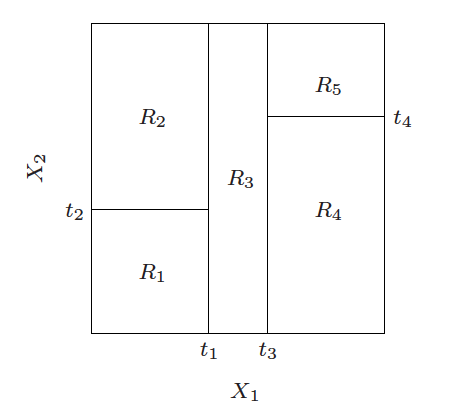 R₅
R₂
t₄
X₂
R₃
t₂
R₄
R₁
t₁
t₃
X₁